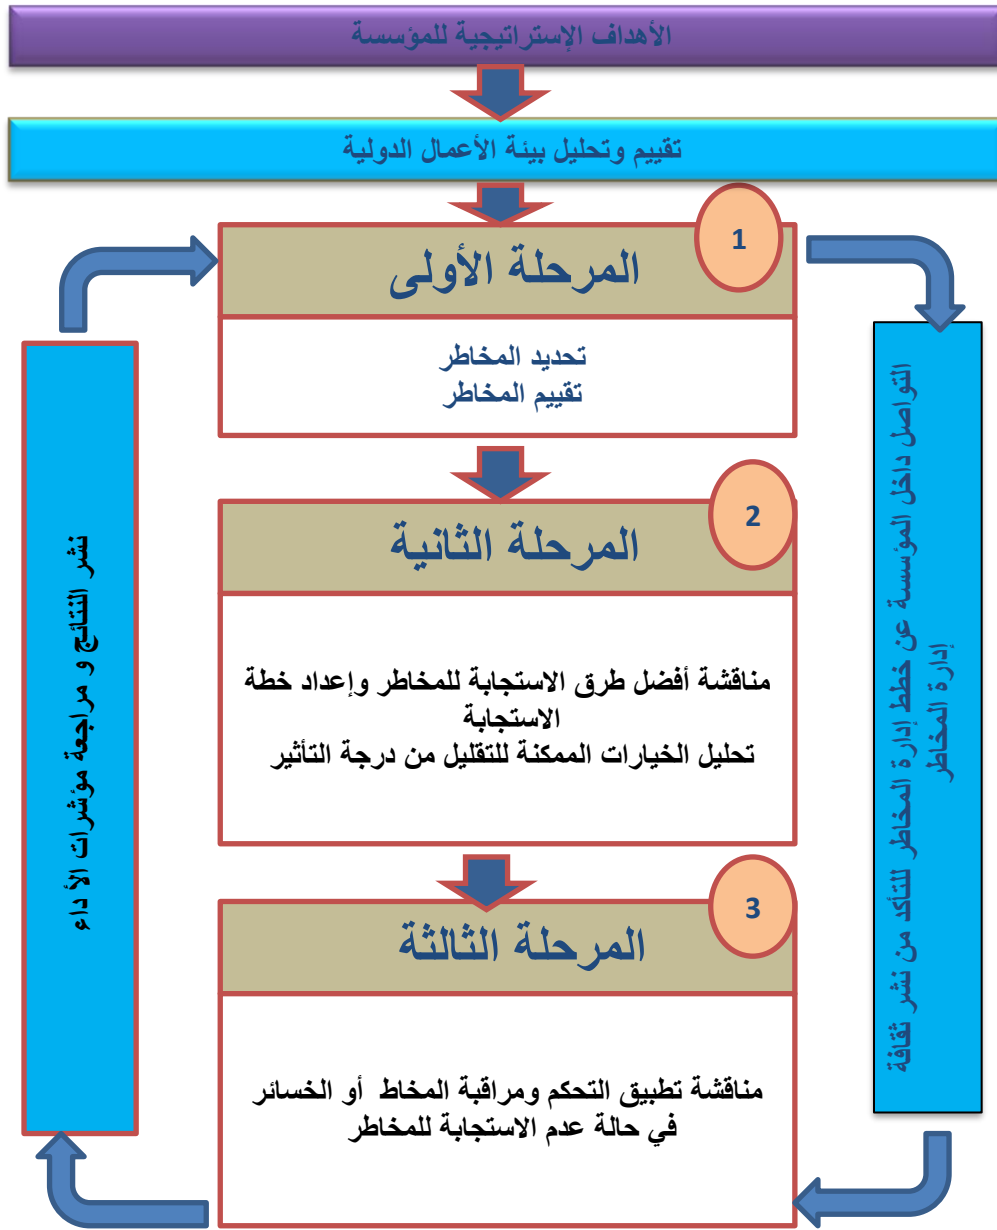 الأهداف الإستراتيجية للمؤسسة
تقييم وتحليل بيئة الأعمال الدولية
1
المرحلة الأولى
تحديد المخاطر
تقييم المخاطر
2
المرحلة الثانية
مناقشة أفضل طرق الاستجابة للمخاطر وإعداد خطة
الاستجابة
تحليل الخيارات الممكنة للتقليل من درجة التأثير
3
المرحلة الثالثة
مناقشة تطبيق التحكم ومراقبة المخاط أو الخسائر
في حالة عدم الاستجابة للمخاطر
التواصل داخل المؤسسة عن خطط إدارة المخاطر للتأكد من نشر ثقافة
إدارة المخاطر
نشر النتائج و مراجعة مؤشرات الأداء